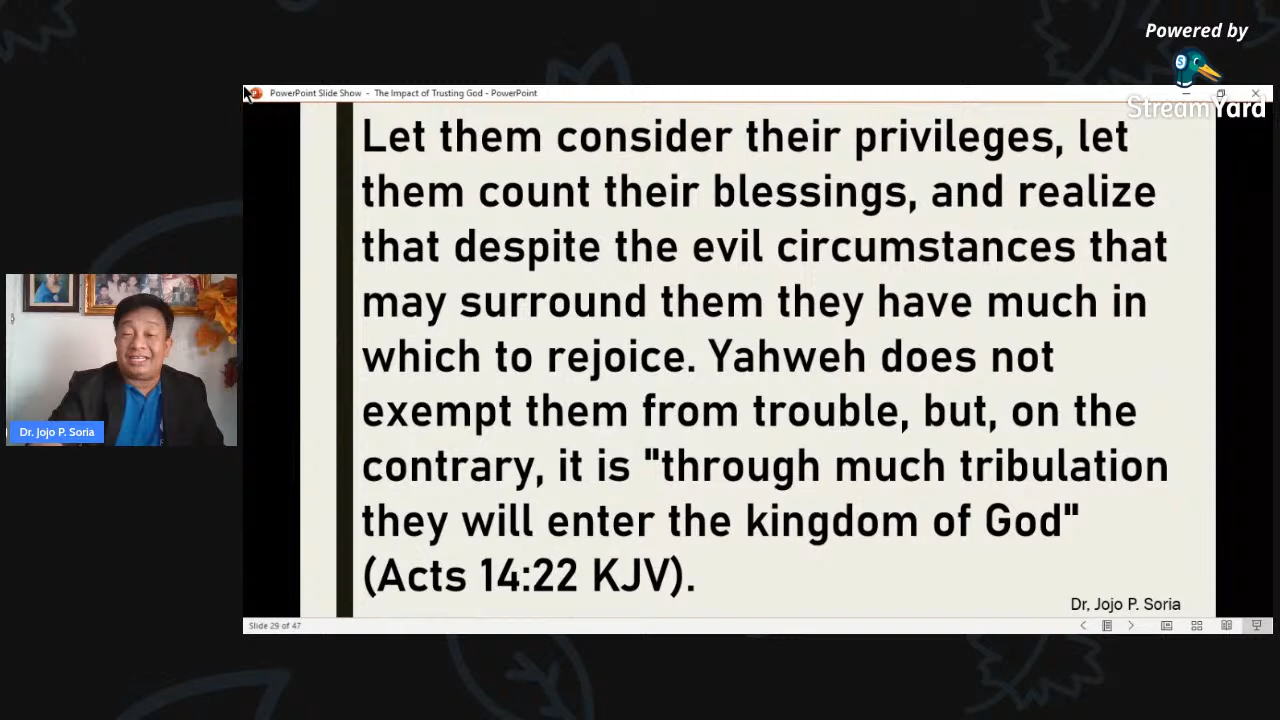 Powered by
StreamYard
PowerPoint Slide Show - The Impact of Trusting God - PowerPoint
Let them consider their privileges, let
them count their blessings, and realize
that despite the evil circumstances that
may surround them they have much in
which to rejoice. Yahweh does not
exempt them from trouble, but, on the
contrary, it is "through much tribulation
they will enter the kingdom of God"
(Acts 14:22 KJV).
Dr, Jojo P. Soria
Slide 29 of 47
Dr. Jojo P. Soria